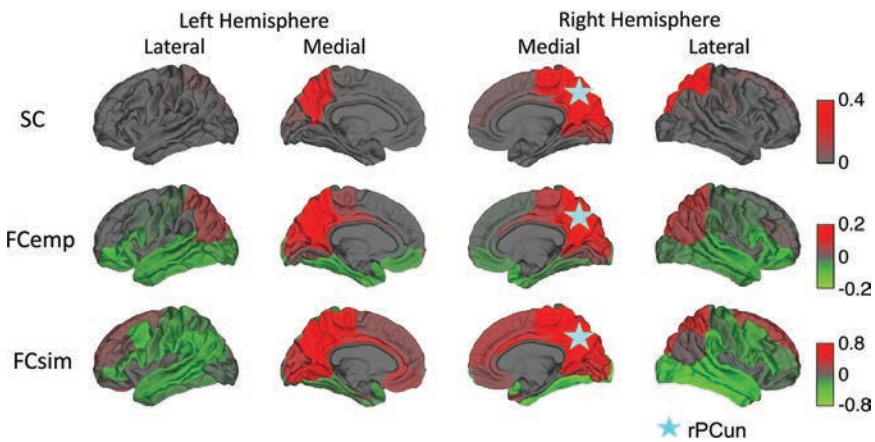 Left Hemisphere Right Hemisphere
Lateral Medial Medial Lateral
SC
0.4
0
FCemp
0.2
0
-0.2
FCsim
0.8
0
-0.8
rPCun